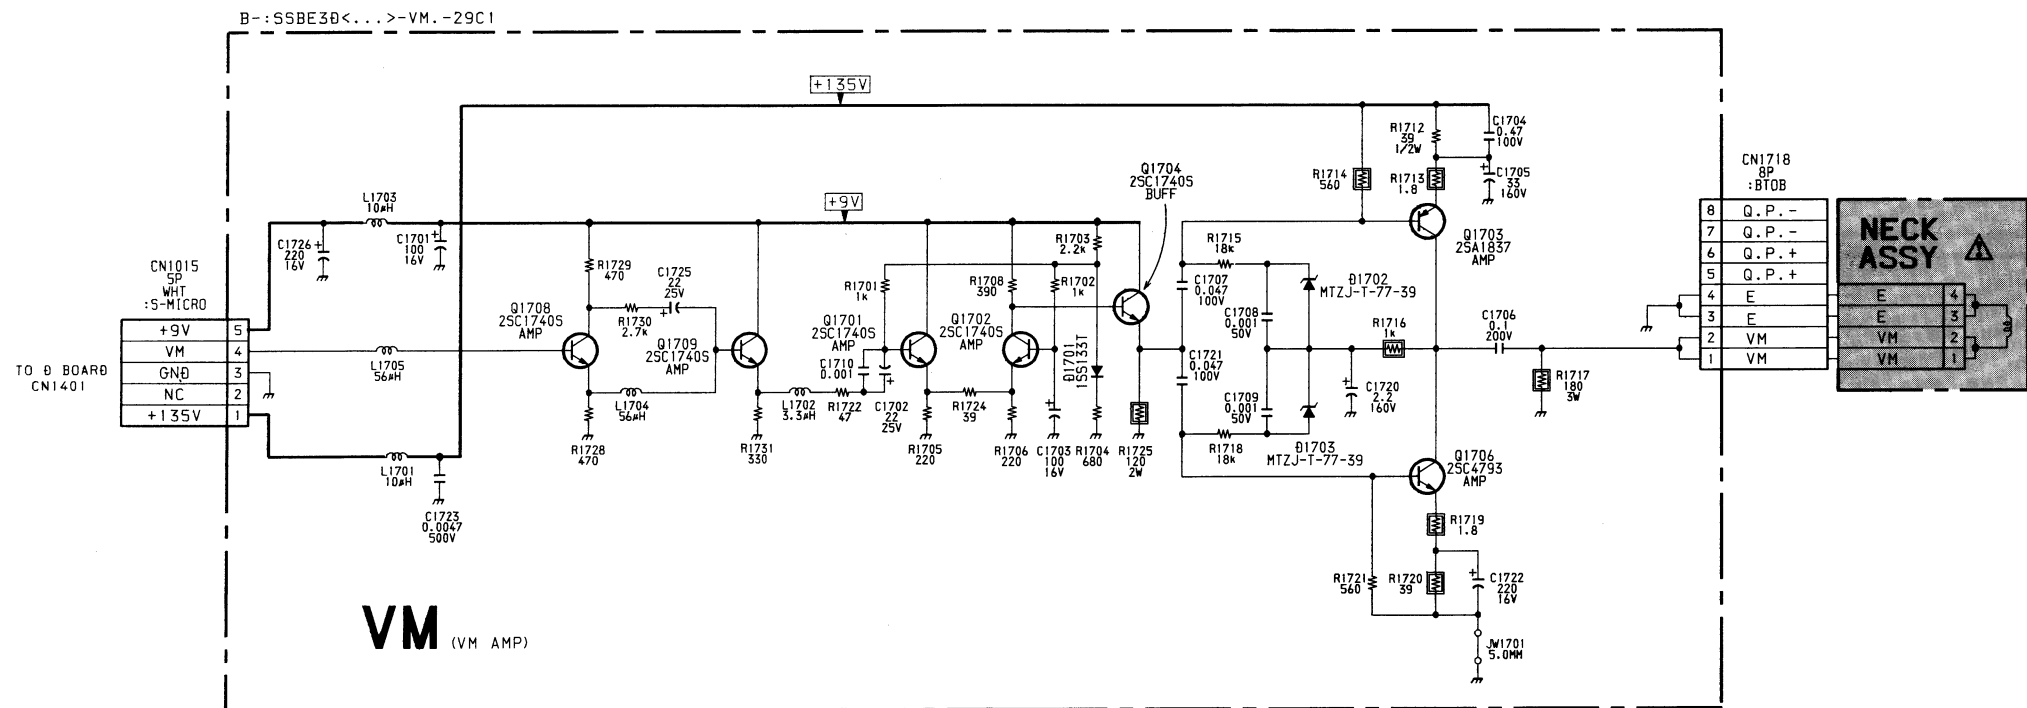 B-:SSBE3Đ<...>-VM.-29C1
+135V
R1712
39
1/2W
C1704
0.47
100V
R1714
560
R1713
1.8
C1705
33
160V
Q1704
2SC1740S
BUFF
CN1718
8P
:BTOB
L1703
10µH
+9V
C1726
220
16V
C1701
100
16V
R1703
2.2k
R1715
18k
Q1703
2SA1837
AMP
8 Q.P.-
7 Q.P.-
6 Q.P.+
5 Q.P.+
4 E
3 E
2 VM
1 VM
NECK
ASSY
E 4
E 3
VM 2
VM 1
CN1015
5P
WHT
:S-MICRO
+9V 5
VM 4
GNĐ 3
NC 2
+135V 1
TO Đ BOARĐ
CN1401
R1729
470
C1725
22
25V
R1730
2.7k
Q1708
2SC1740S
AMP
Q1709
2SC1740S
AMP
R1701
1k
Q1701
2SC1740S
AMP
C1710
0.001
R1708
390
Q1702
2SC1740S
AMP
R1702
1k
Đ1701
1SS133T
C1707
0.047
100V
Đ1702
MTZJ-T-77-39
C1708
0.001
50V
R1716
1k
C1706
0.1
200V
L1705
56µH
C1721
0.047
100V
C1720
2.2
160V
R1717
180
3W
L1704
56µH
L1702
3.3µH
R1722
47
C1702
22
25V
R1724
39
C1709
0.001
50V
R1728
470
R1731
330
R1705
220
R1706
220
C1703
100
16V
R1704
680
R1725
120
2W
R1718
18k
Đ1703
MTZJ-T-77-39
Q1706
2SC4793
AMP
L1701
10µH
C1723
0.0047
500V
R1719
1.8
R1721
560
R1720
39
C1722
220
16V
JW1701
5.0MM
VM (VM AMP)